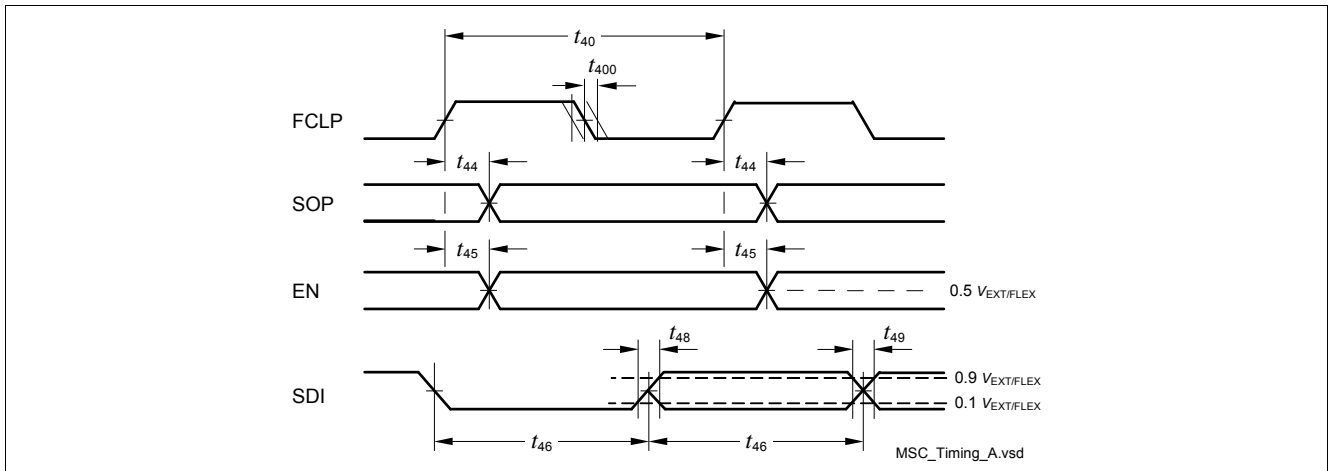 t40
t400
FCLP
t44 t44
SOP
t45 t45
EN
0.5 VEXT/FLEX
t48 t49
0.9 VEXT/FLEX
SDI
0.1 VEXT/FLEX
t46 t46
MSC_Timing_A.vsd